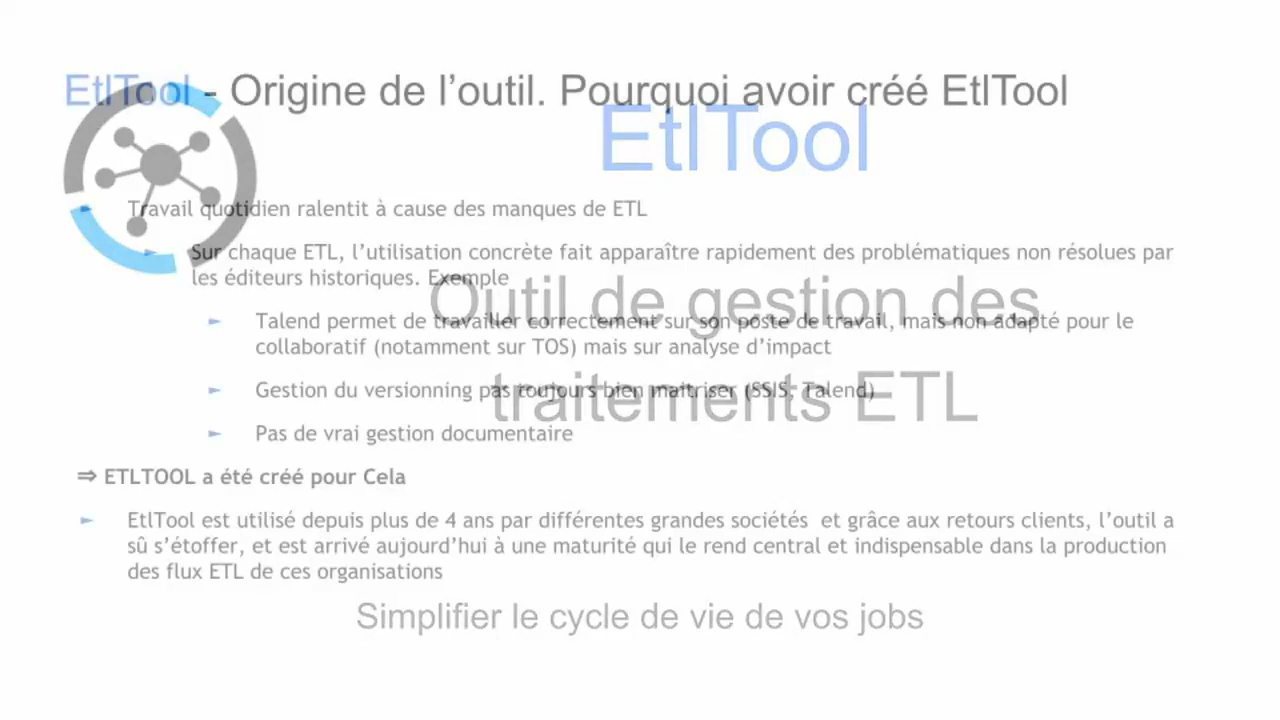 EtlTool - Origine de l’outil. Pourquoi avoir créé EtlTool
EtlTool
► Travail quotidien ralentit à cause des manques de ETL
► Sur chaque ETL, l’utilisation concrète fait apparaître rapidement des problématiques non résolues par
les éditeurs historiques. Exemple
Outil de gestion des
► Talend permet de travailler correctement sur son poste de travail, mais non adapté pour le
collaboratif (notamment sur TOS) mais sur analyse d’impact
► Gestion du versionning pas toujours bien maitriser (SSIS, Talend)
traitements ETL
► Pas de vrai gestion documentaire
⇒ ETLTOOL a été créé pour Cela
► EtlTool est utilisé depuis plus de 4 ans par différentes grandes sociétés et grâce aux retours clients, l’outil a
sû s’étoffer, et est arrivé aujourd’hui à une maturité qui le rend central et indispensable dans la production
des flux ETL de ces organisations
Simplifier le cycle de vie de vos jobs